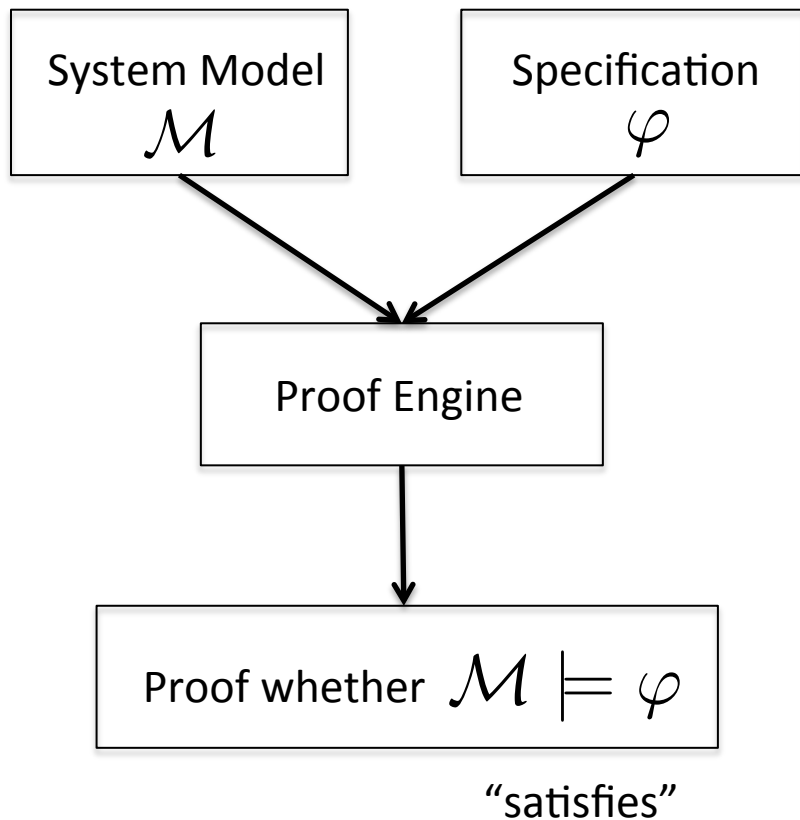 System Model
ℳ
Specification
φ
Proof Engine
Proof whether ℳ ⊨ φ
“satisfies”